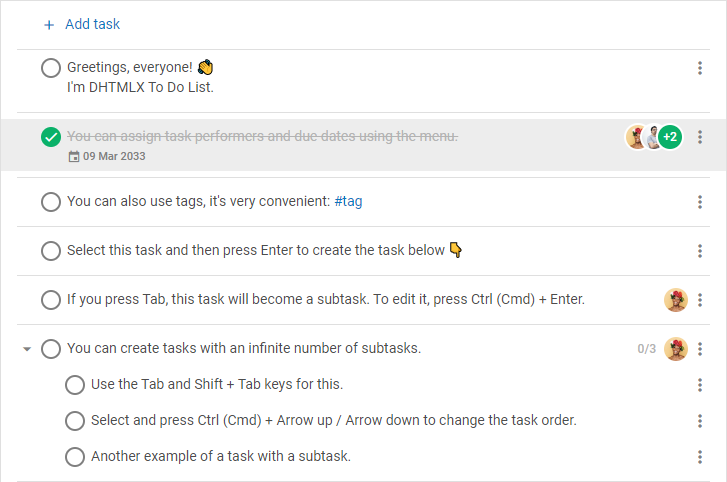 + Add task
Greetings, everyone! 👏
I'm DHTMLX To Do List.
You can assign task performers and due dates using the menu.
+2
09 Mar 2033
You can also use tags, it's very convenient: #tag
Select this task and then press Enter to create the task below 👇
If you press Tab, this task will become a subtask. To edit it, press Ctrl (Cmd) + Enter.
You can create tasks with an infinite number of subtasks.
0/3
Use the Tab and Shift + Tab keys for this.
Select and press Ctrl (Cmd) + Arrow up / Arrow down to change the task order.
Another example of a task with a subtask.